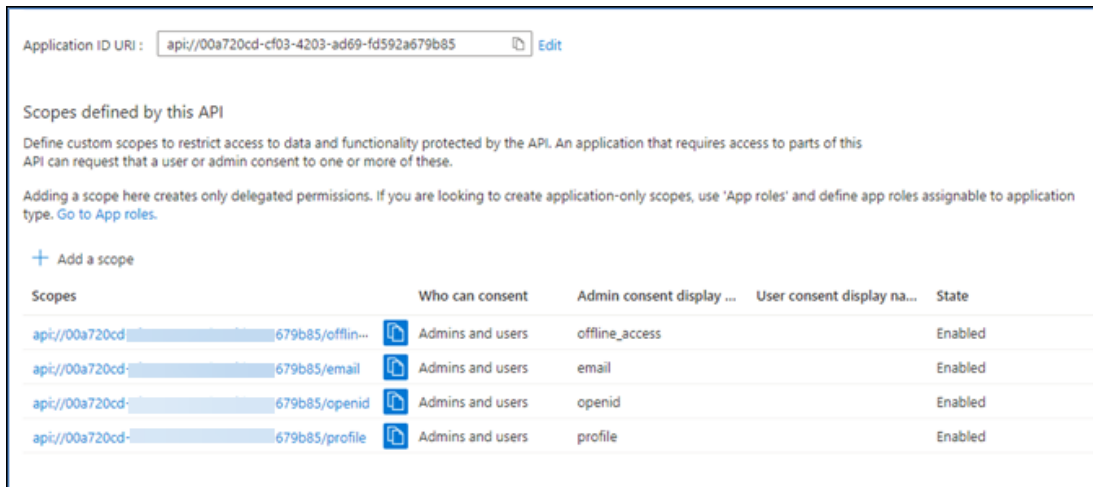 Application ID URI : api://00a720cd-cf03-4203-ad69-fd592a679b85 Edit
Scopes defined by this API
Define custom scopes to restrict access to data and functionality protected by the API. An application that requires access to parts of this
API can request that a user or admin consent to one or more of these.
Adding a scope here creates only delegated permissions. If you are looking to create application-only scopes, use 'App roles' and define app roles assignable to application
type. Go to App roles.
+ Add a scope
Scopes Who can consent Admin consent display ... User consent display na... State
api://00a720cd 679b85/offlin... Admins and users offline_access Enabled
api://00a720cd- 679b85/email Admins and users email Enabled
api://00a720cd- 679b85/openid Admins and users openid Enabled
api://00a720cd- 679b85/profile Admins and users profile Enabled